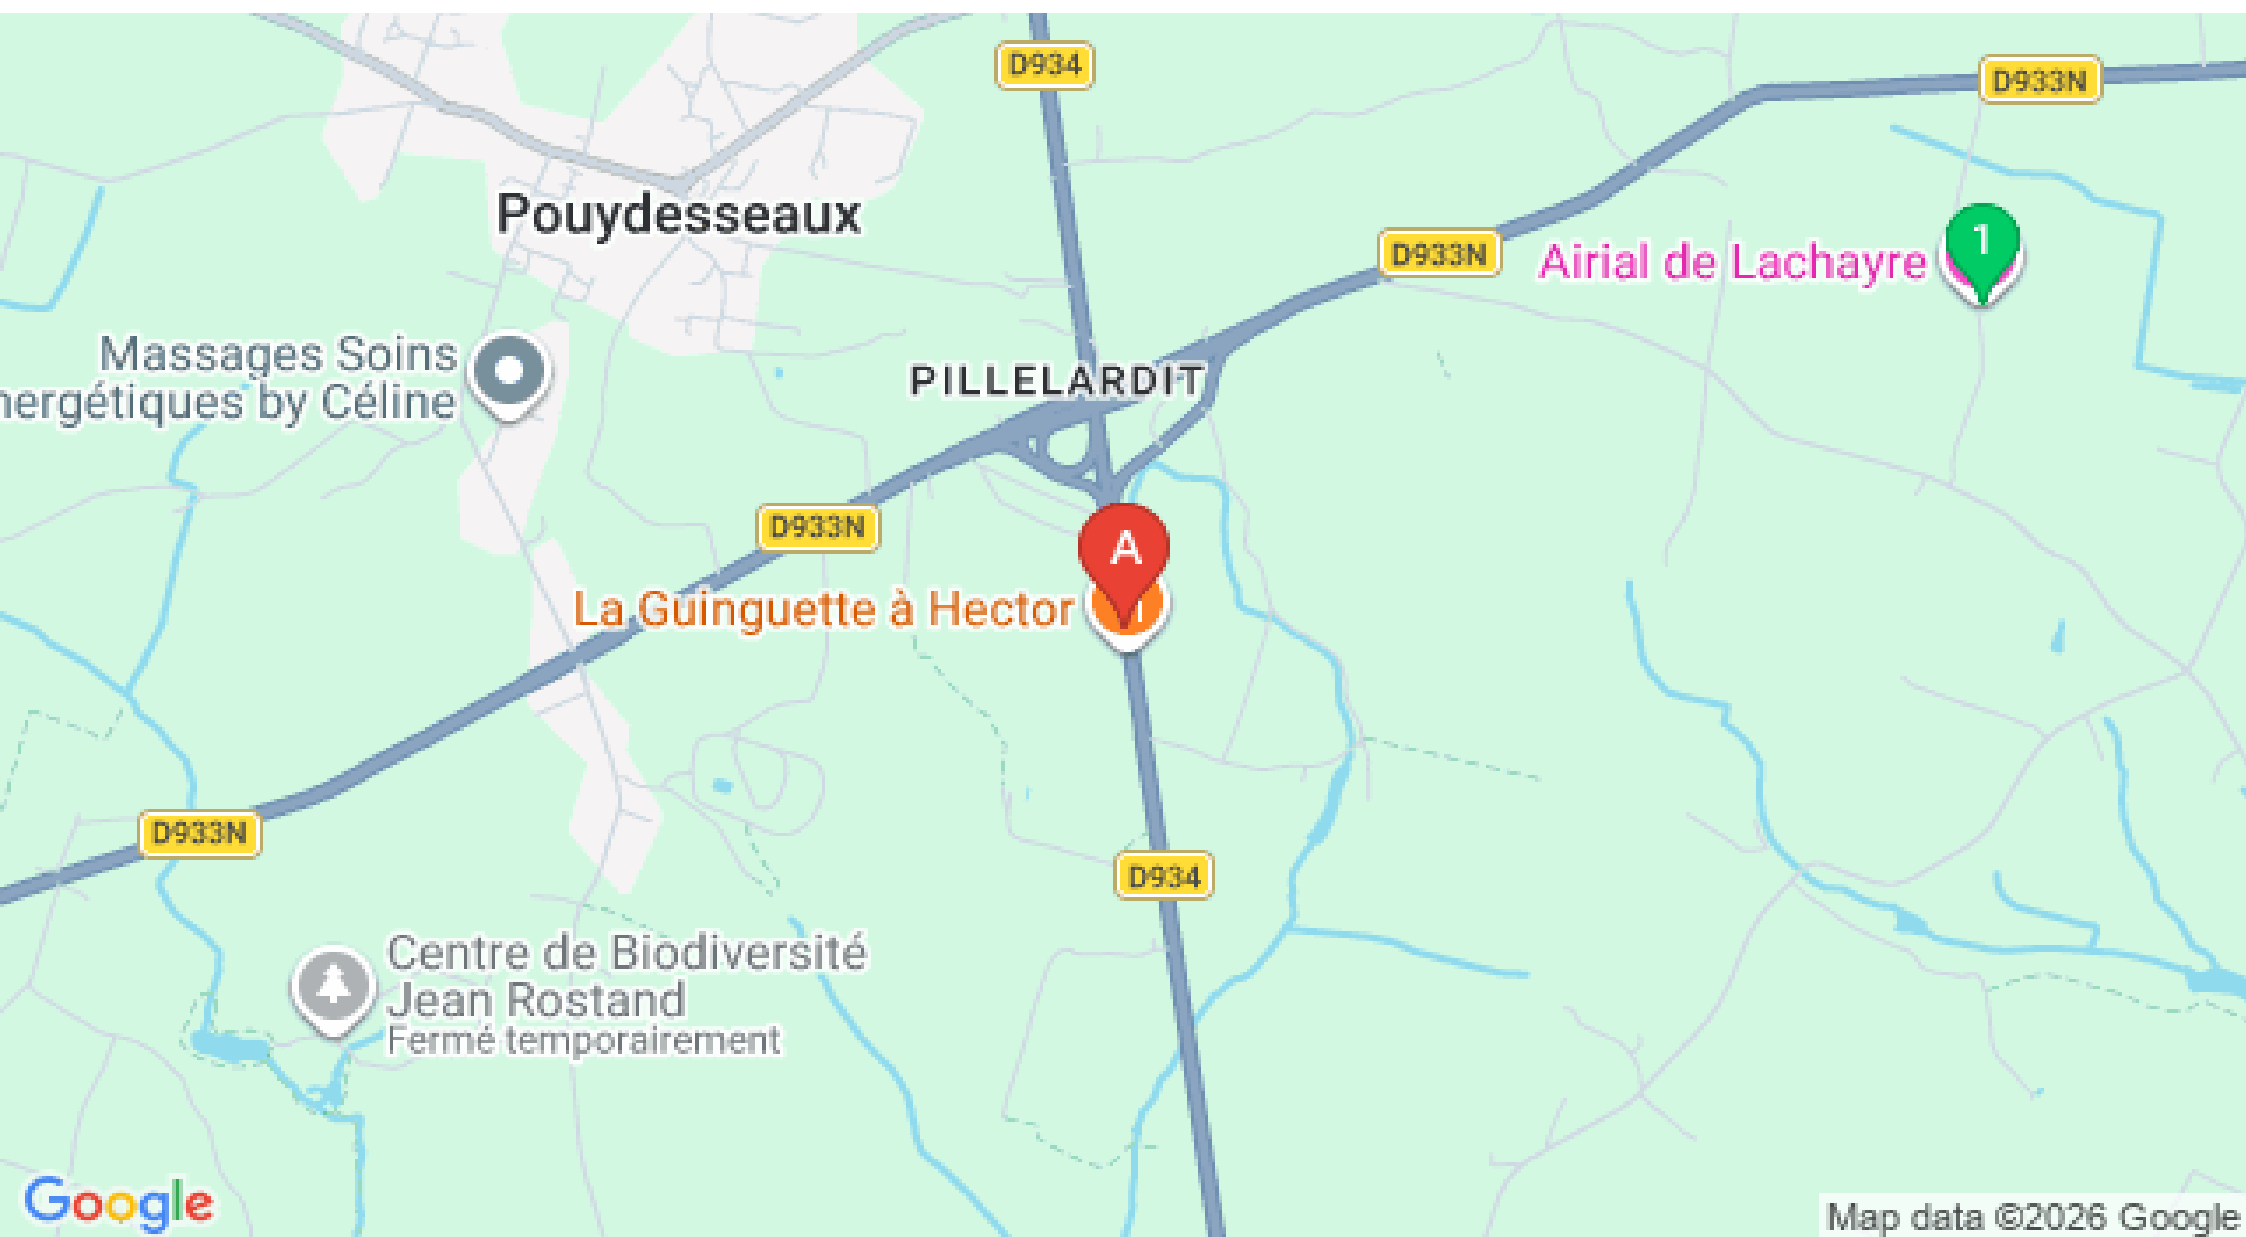 D934
D933N
Pouydesseaux
D933N
1
Airial de Lachayre
Massages Soins
nergétiques by Céline
PILLELARDIT
D933N
A
La Guinguette à Hector
D933N
D934
Centre de Biodiversité
Jean Rostand
Fermé temporairement
Google
Map data ©2026 Google